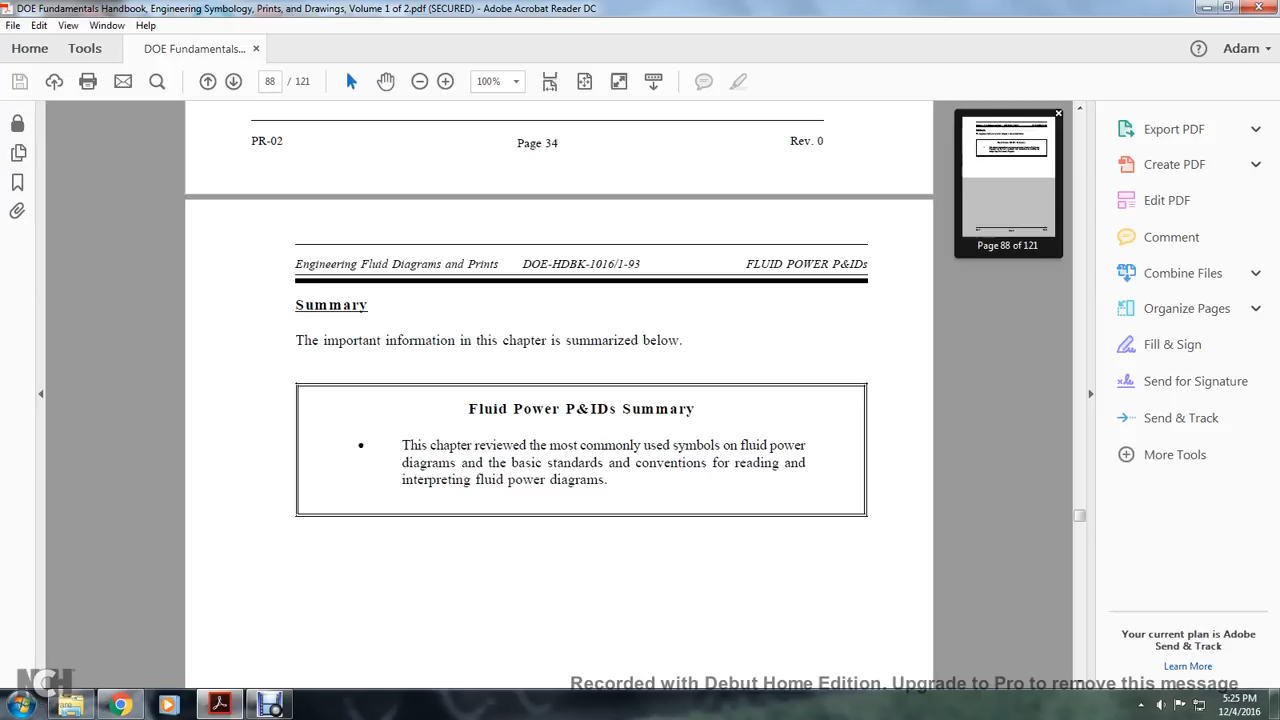 DOE Fundamentals Handbook, Engineering Symbology, Prints, and Drawings, Volume 1 of 2.pdf (SECURED) - Adobe Acrobat Reader DC
File Edit View Window Help
Home Tools DOE Fundamentals... × Adam
88 / 121 100%
PR-02 Page 34 Rev. 0
Engineering Fluid Diagrams and Prints DOE-HDBK-1016/1-93 FLUID POWER P&IDs
Summary
The important information in this chapter is summarized below.
Fluid Power P&IDs Summary
• This chapter reviewed the most commonly used symbols on fluid power
diagrams and the basic standards and conventions for reading and
interpreting fluid power diagrams.
Page 88 of 121
Export PDF
Create PDF
Edit PDF
Comment
Combine Files
Organize Pages
Fill & Sign
Send for Signature
Send & Track
More Tools
Your current plan is Adobe
Send & Track
Learn More
NCH
Recorded with Debut Home Edition. Upgrade to Pro to remove this message
5:25 PM
12/4/2016